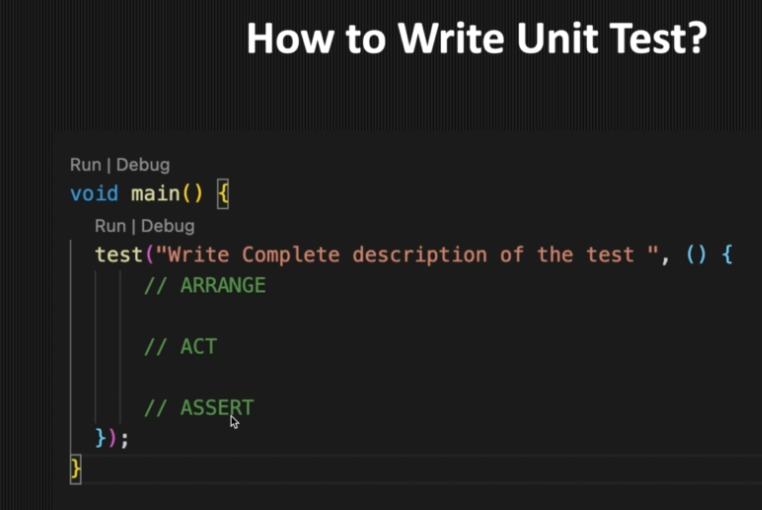 How to Write Unit Test?
Run | Debug
void main() {
Run | Debug
test("Write Complete description of the test ", () {
// ARRANGE
// ACT
// ASSERT
});
}